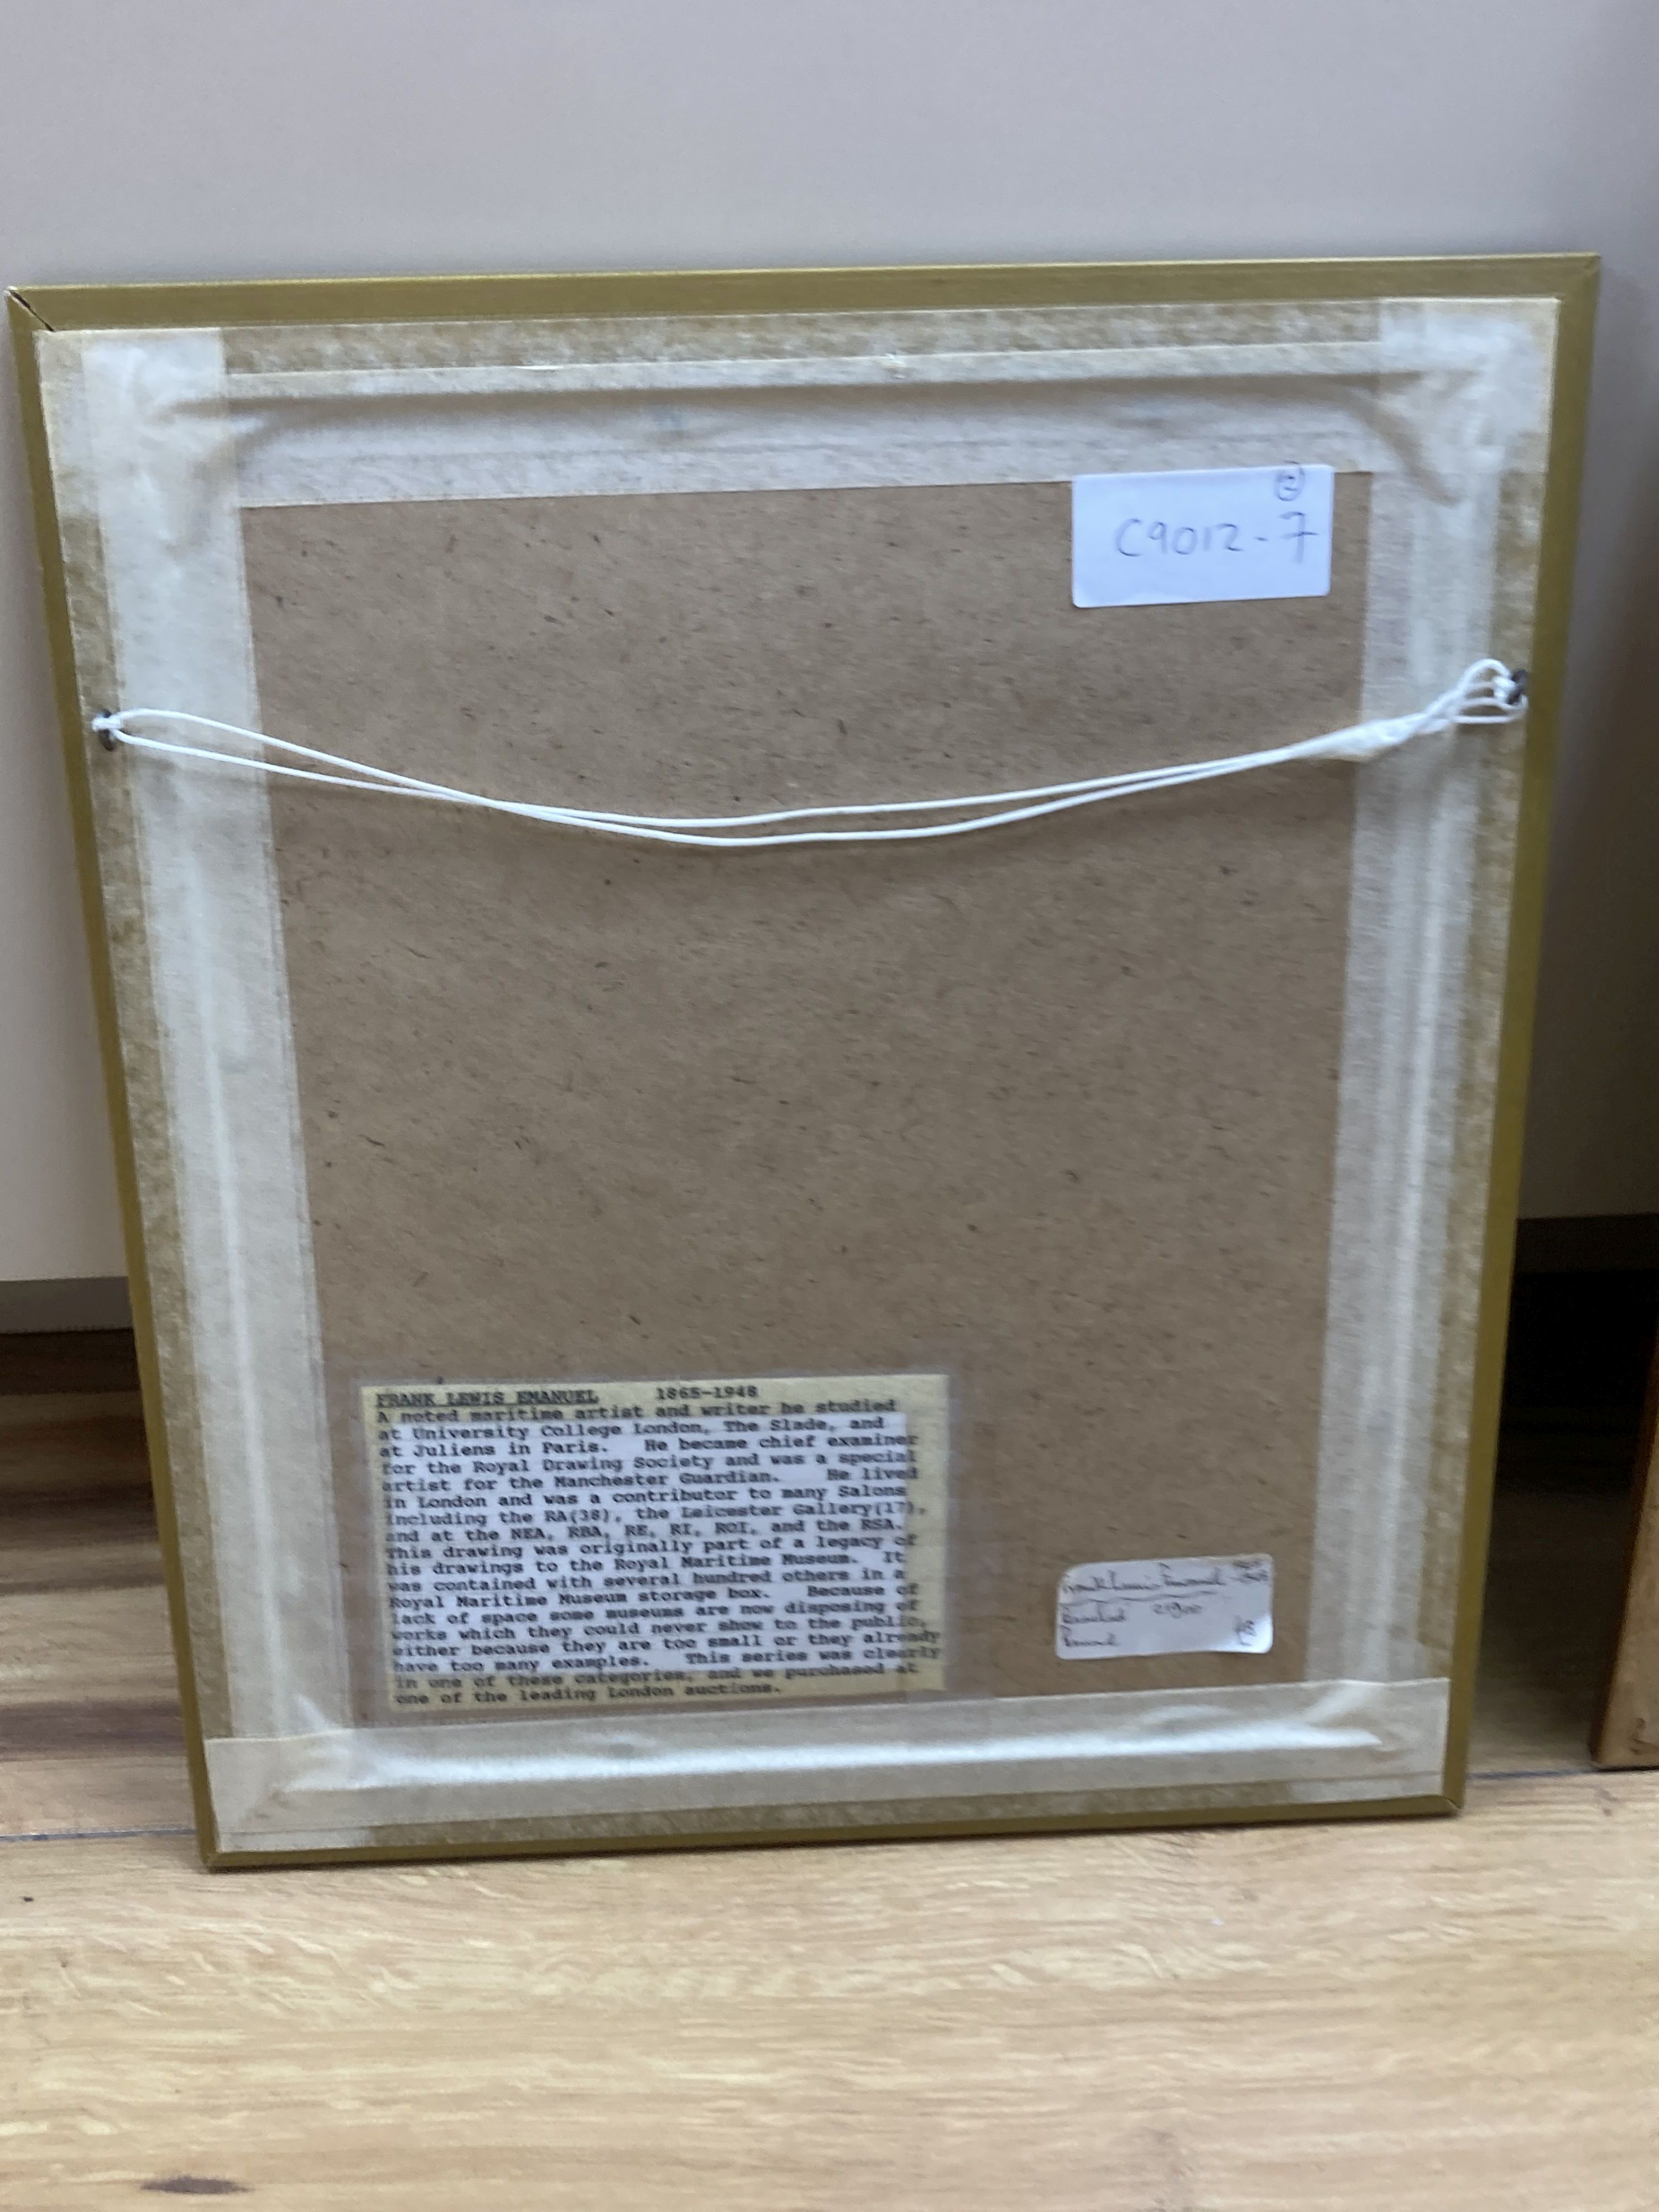 2
C9012-7
FRANK LEWIS EMANUEL 1865-1948
A noted maritime artist and writer he studied
at University College London, The Slade, and
at Juliens in Paris. He became chief examiner
for the Royal Drawing Society and was a special
artist for the Manchester Guardian. He lived
in London and was a contributor to many Salons
including the RA(38), the Leicester Gallery(17),
and at the NEA, RBA, RE, RI, ROI, and the RSA.
This drawing was originally part of a legacy of
his drawings to the Royal Maritime Museum. It
was contained with several hundred others in a
Royal Maritime Museum storage box. Because of
lack of space some museums are now disposing of
works which they could never show to the public,
either because they are too small or they already
have too many examples. This series was clearly
in one of these categories, and we purchased at
one of the leading London auctions.
Frank Lewis Emanuel